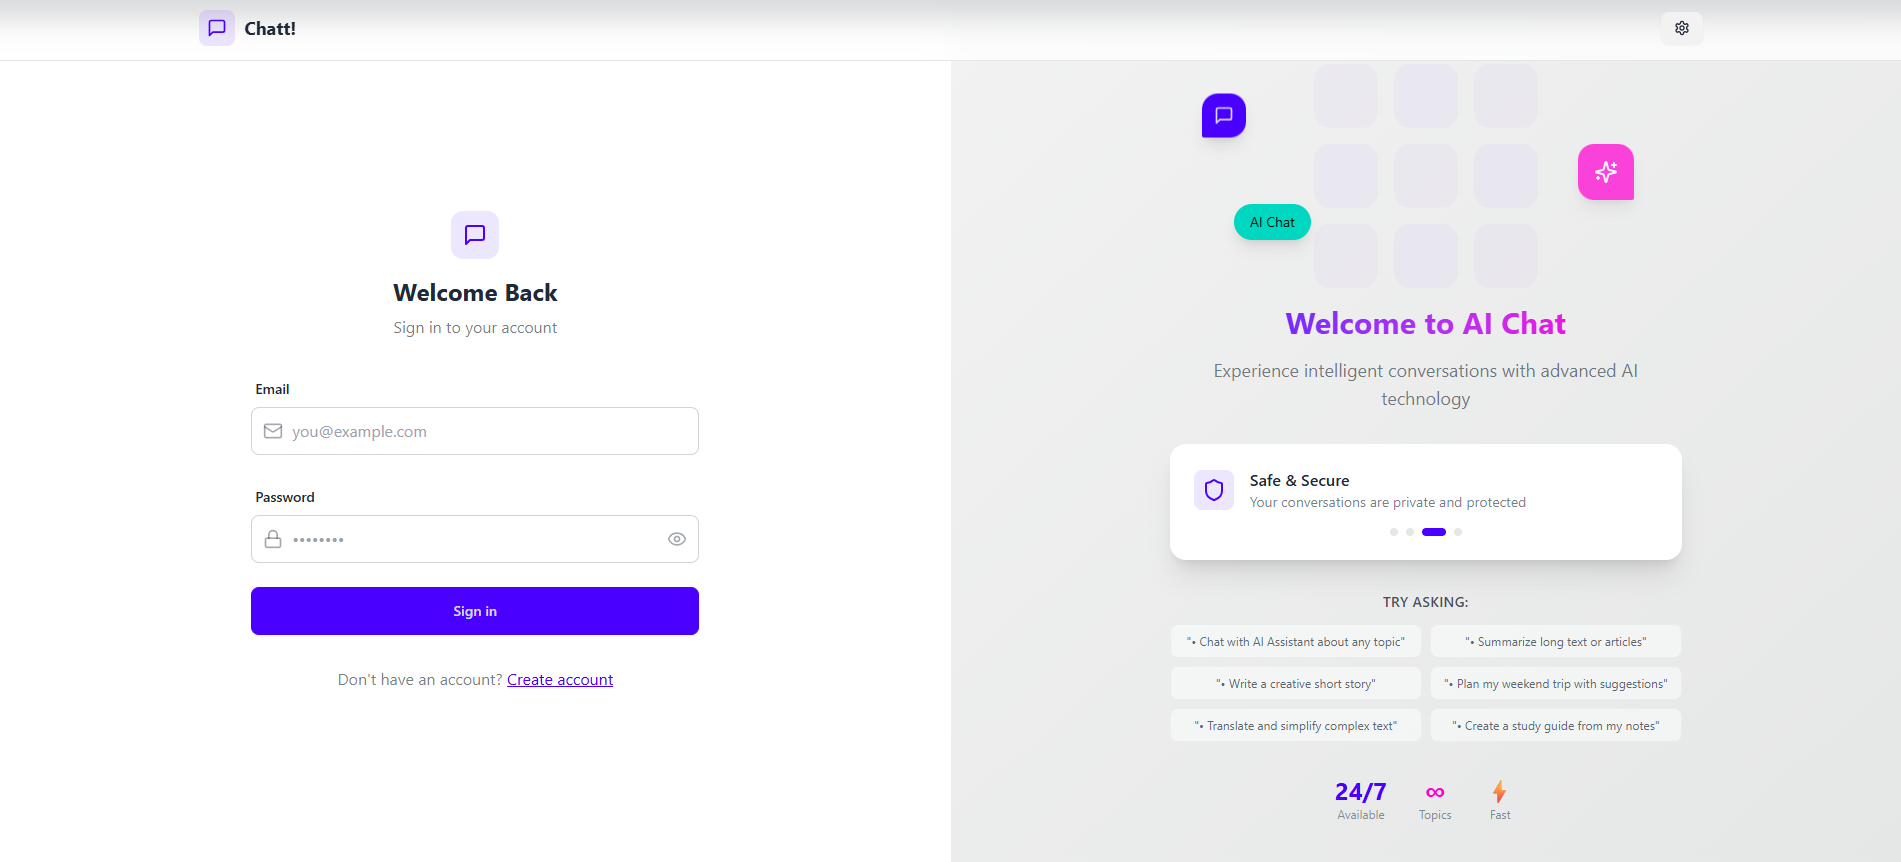 Chatt!
Welcome Back
Sign in to your account
Email
you@example.com
Password
••••••••
Sign in
Don't have an account? Create account
AI Chat
Welcome to AI Chat
Experience intelligent conversations with advanced AI
technology
Safe & Secure
Your conversations are private and protected
TRY ASKING:
"• Chat with AI Assistant about any topic"
"• Summarize long text or articles"
"• Write a creative short story"
"• Plan my weekend trip with suggestions"
"• Translate and simplify complex text"
"• Create a study guide from my notes"
24/7
Available
∞
Topics
Fast